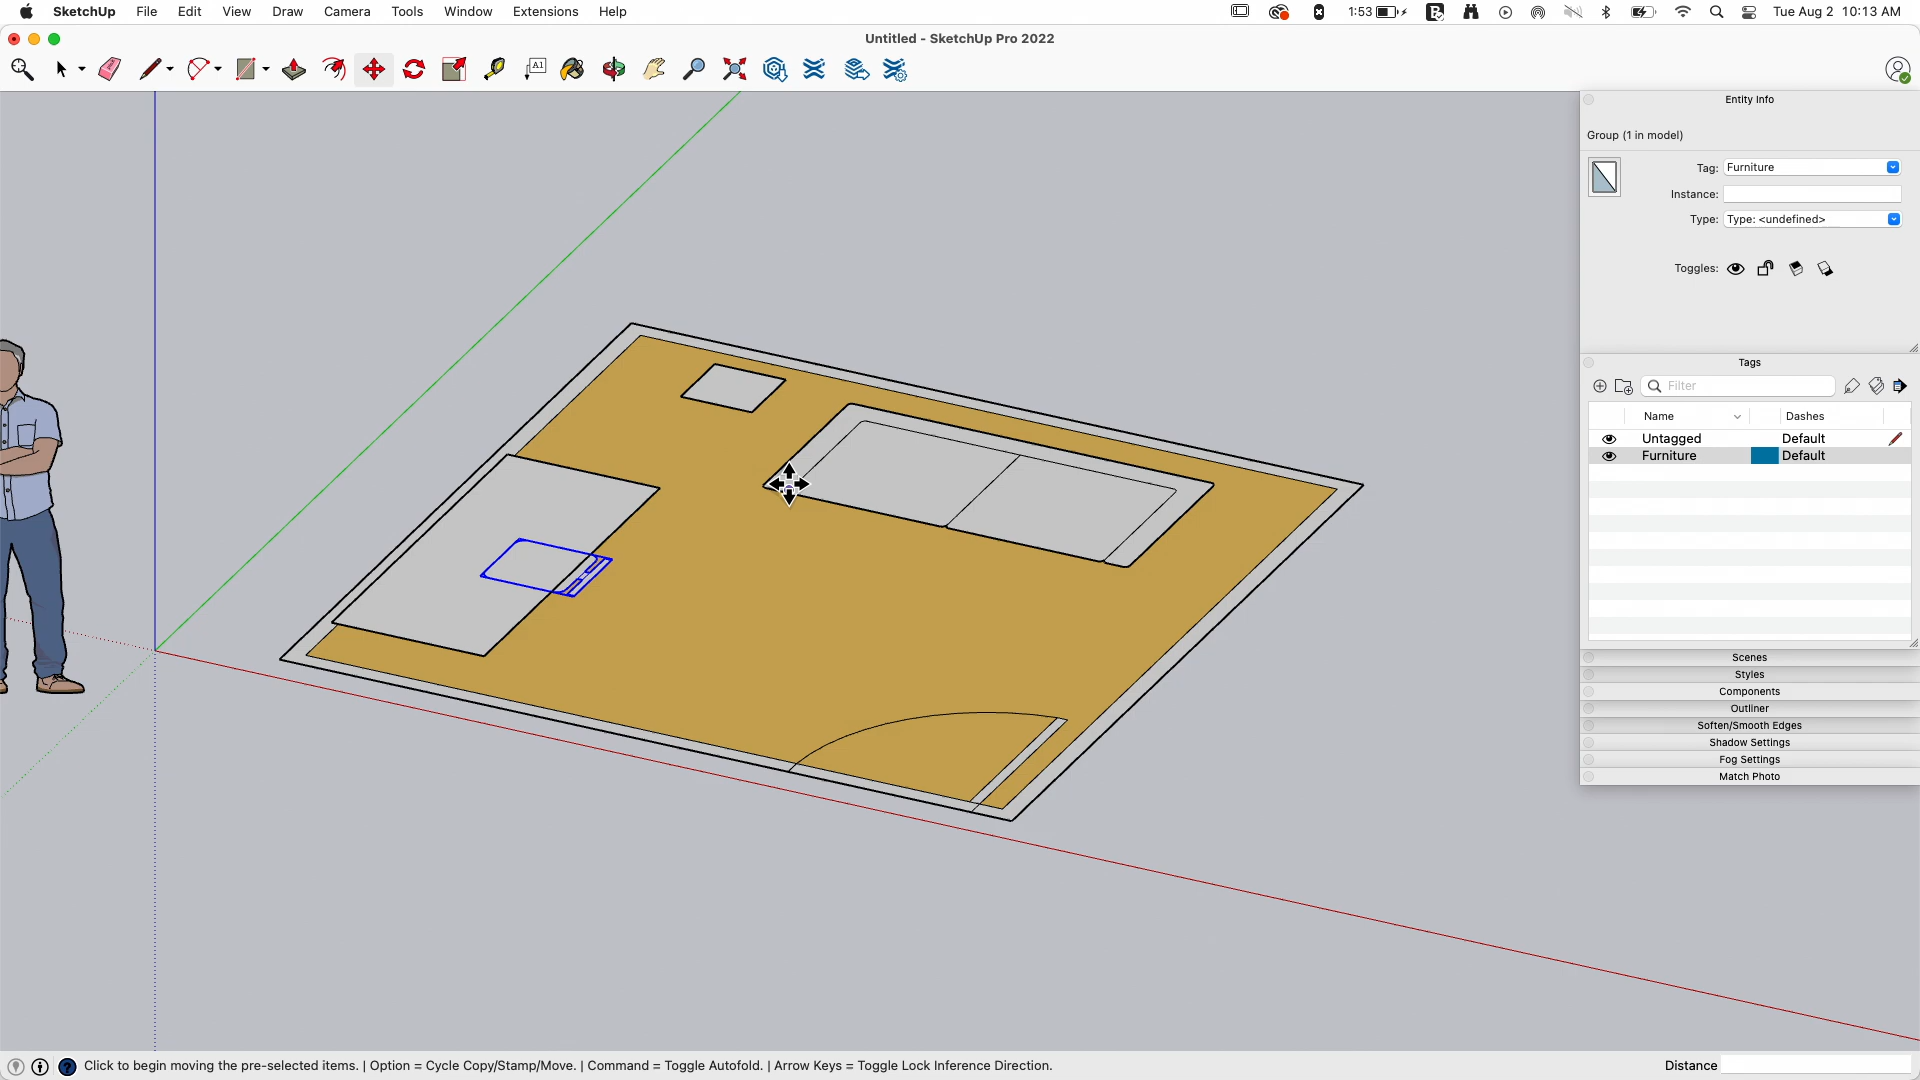 SketchUp File Edit View Draw Camera Tools Window Extensions Help 1:53 Tue Aug 2 10:13 AM
Untitled - SketchUp Pro 2022
A1
Entity Info
Group (1 in model)
Tag: Furniture
Instance:
Type: Type: <undefined>
Toggles:
Tags
Filter
Name Dashes
Untagged Default
Furniture Default
Scenes
Styles
Components
Outliner
Soften/Smooth Edges
Shadow Settings
Fog Settings
Match Photo
Click to begin moving the pre-selected items. | Option = Cycle Copy/Stamp/Move. | Command = Toggle Autofold. | Arrow Keys = Toggle Lock Inference Direction. Distance